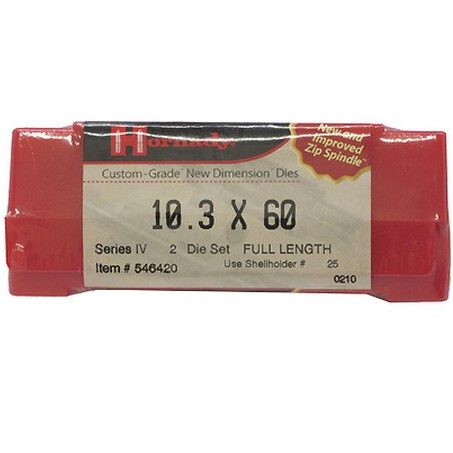 Hornady
New and
Improved
Zip Spindle™
Custom-Grade New Dimension Dies
10.3 X 60
Series IV 2 Die Set FULL LENGTH
Item # 546420 Use Shellholder # 25
0210